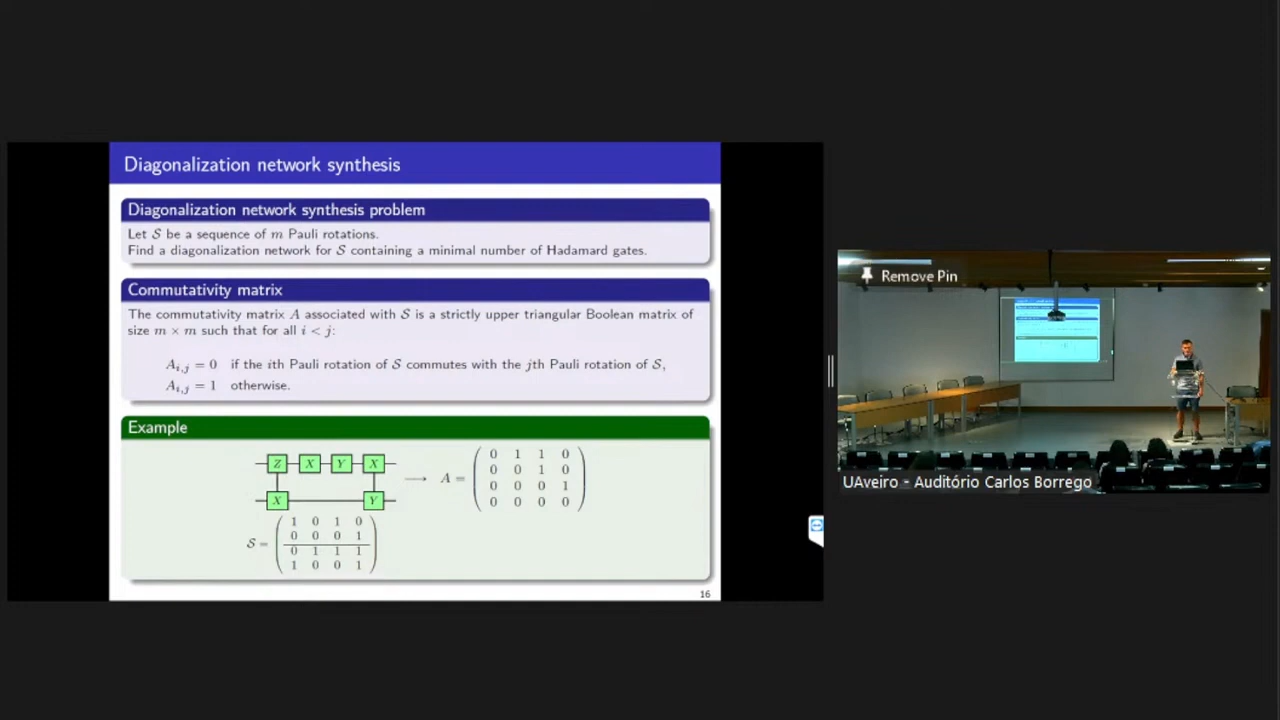 Diagonalization network synthesis
Diagonalization network synthesis problem
Let S be a sequence of m Pauli rotations.
Find a diagonalization network for S containing a minimal number of Hadamard gates.
Commutativity matrix
The commutativity matrix A associated with S is a strictly upper triangular Boolean matrix of
size m × m such that for all i < j:
A_{i,j} = 0 if the ith Pauli rotation of S commutes with the jth Pauli rotation of S,
A_{i,j} = 1 otherwise.
Example
Z X Y X
X Y
→ A =
0 1 1 0
0 0 1 0
0 0 0 1
0 0 0 0
S =
1 0 1 0
0 0 0 1
0 1 1 1
1 0 0 1
16
Remove Pin
UAveiro - Auditório Carlos Borrego